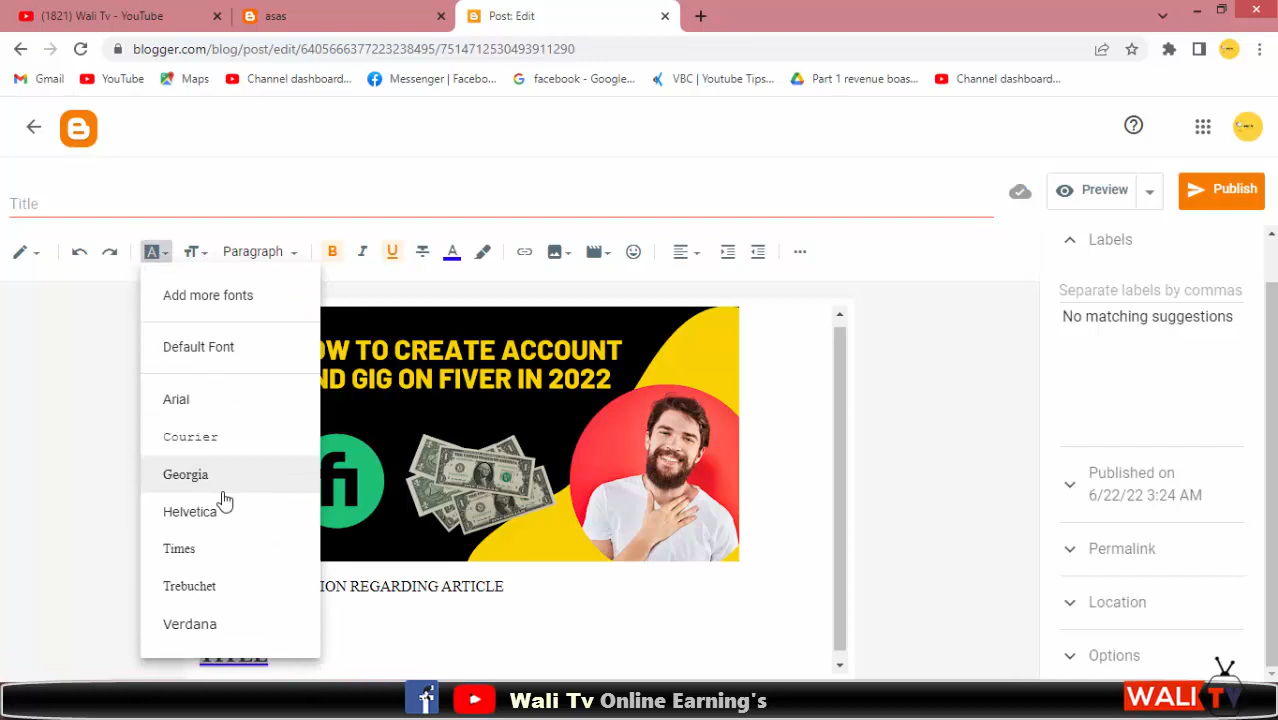 (1821) Wali Tv - YouTube
asas
Post: Edit
blogger.com/blog/post/edit/6405666377223238495/7514712530493911290
Gmail
YouTube
Maps
Channel dashboard...
Messenger | Facebo...
facebook - Google...
VBC | Youtube Tips...
Part 1 revenue boas...
Channel dashboard...
Title
Preview
Publish
Paragraph
Labels
Separate labels by commas
No matching suggestions
Add more fonts
Default Font
Arial
Courier
Georgia
Helvetica
Times
Trebuchet
Verdana
OW TO CREATE ACCOUNT
ND GIG ON FIVER IN 2022
fi
ION REGARDING ARTICLE
TITLE
Published on
6/22/22 3:24 AM
Permalink
Location
Options
Wali Tv Online Earning's
WALI TV